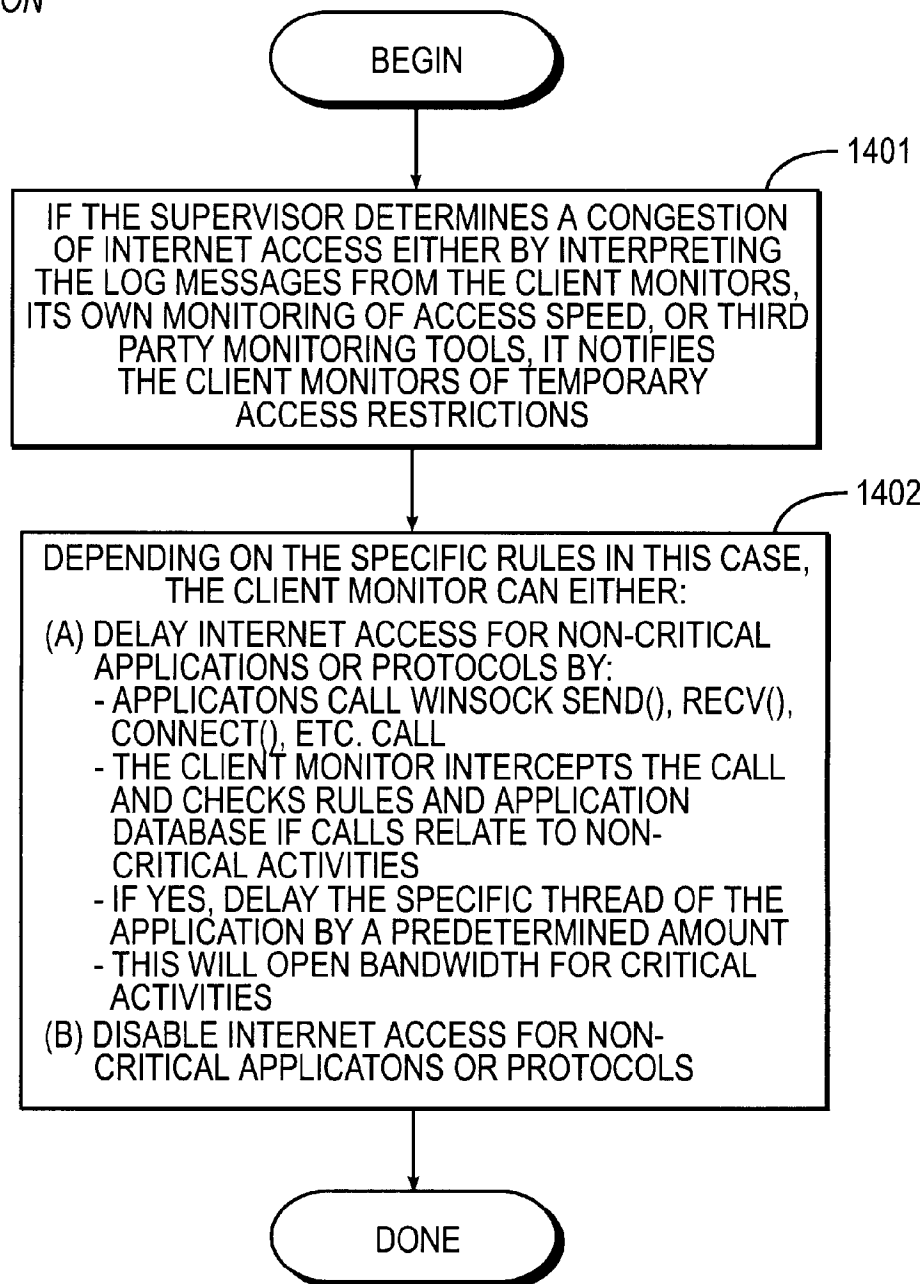 ON
BEGIN
1401
IF THE SUPERVISOR DETERMINES A CONGESTION
OF INTERNET ACCESS EITHER BY INTERPRETING
THE LOG MESSAGES FROM THE CLIENT MONITORS,
ITS OWN MONITORING OF ACCESS SPEED, OR THIRD
PARTY MONITORING TOOLS, IT NOTIFIES
THE CLIENT MONITORS OF TEMPORARY
ACCESS RESTRICTIONS
1402
DEPENDING ON THE SPECIFIC RULES IN THIS CASE,
THE CLIENT MONITOR CAN EITHER:
(A) DELAY INTERNET ACCESS FOR NON-CRITICAL
APPLICATIONS OR PROTOCOLS BY:
- APPLICATONS CALL WINSOCK SEND(), RECV(),
CONNECT(), ETC. CALL
- THE CLIENT MONITOR INTERCEPTS THE CALL
AND CHECKS RULES AND APPLICATION
DATABASE IF CALLS RELATE TO NON-
CRITICAL ACTIVITIES
- IF YES, DELAY THE SPECIFIC THREAD OF THE
APPLICATION BY A PREDETERMINED AMOUNT
- THIS WILL OPEN BANDWIDTH FOR CRITICAL
ACTIVITIES
(B) DISABLE INTERNET ACCESS FOR NON-
CRITICAL APPLICATONS OR PROTOCOLS
DONE